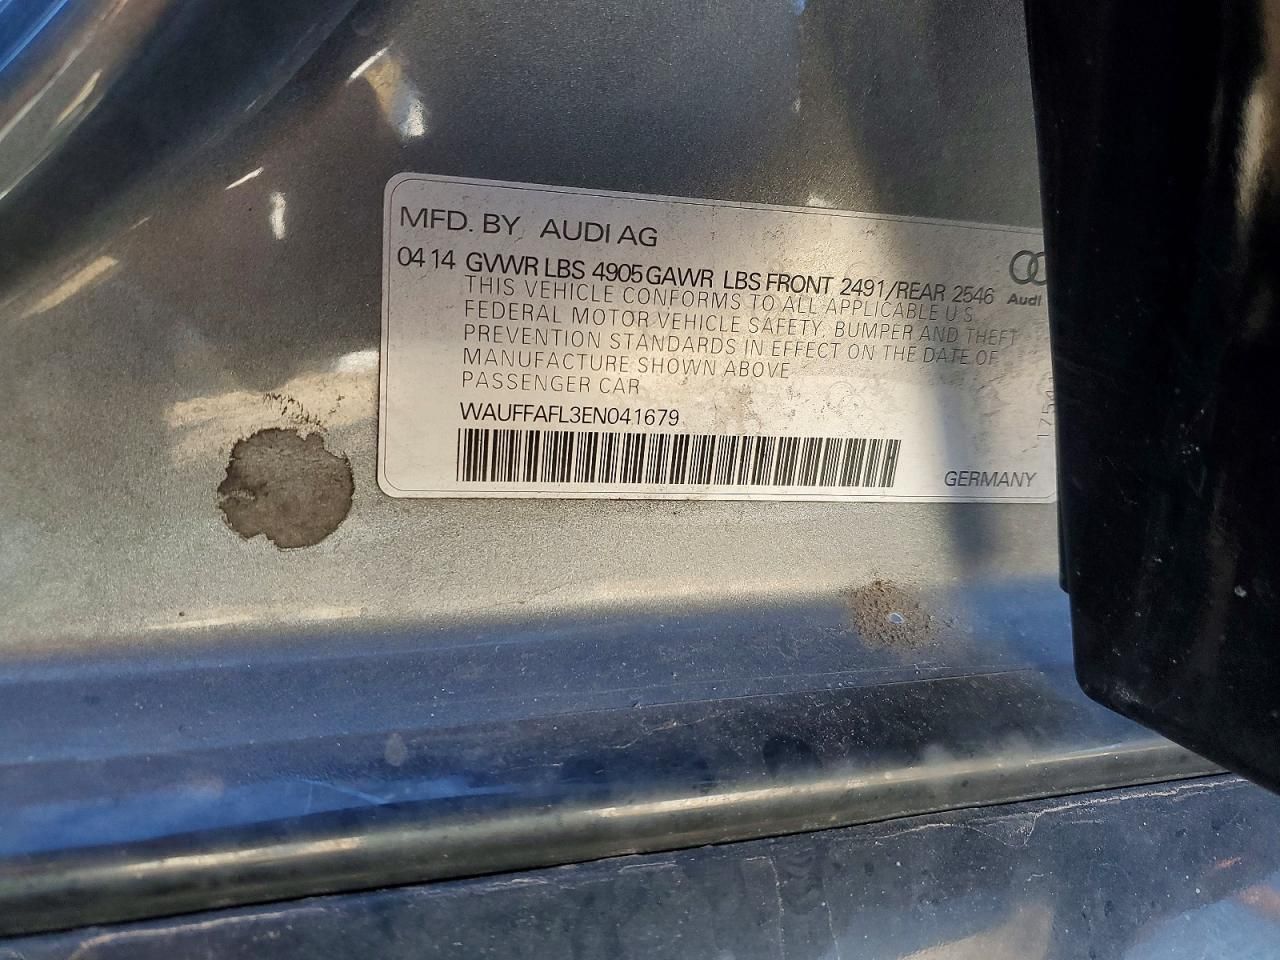 MFD. BY AUDI AG
04 14 GVWR LBS 4905 GAWR LBS FRONT 2491/REAR 2546
Audi
THIS VEHICLE CONFORMS TO ALL APPLICABLE U.S.
FEDERAL MOTOR VEHICLE SAFETY, BUMPER AND THEFT
PREVENTION STANDARDS IN EFFECT ON THE DATE OF
MANUFACTURE SHOWN ABOVE
PASSENGER CAR
WAUFFAFL3EN041679
GERMANY